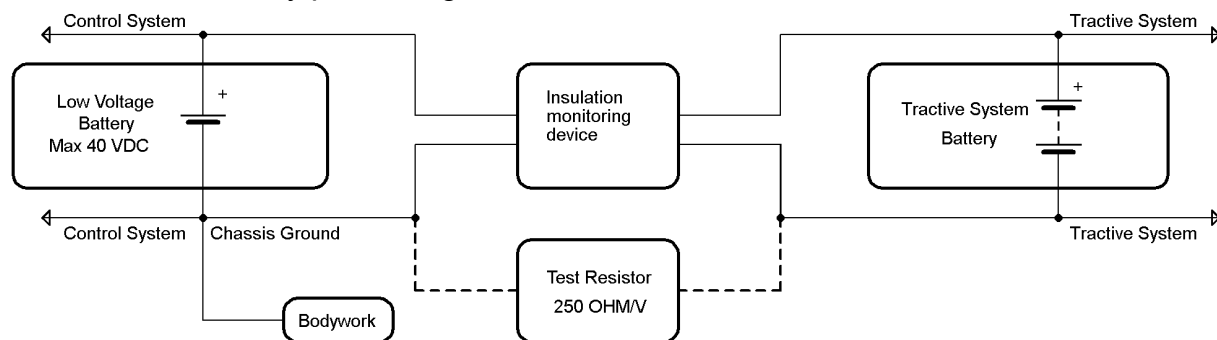 Control System
Tractive System
Low Voltage
Battery
Max 40 VDC
+
Insulation
monitoring
device
Tractive System
Battery
+
Control System
Chassis Ground
Tractive System
Test Resistor
250 OHM/V
Bodywork